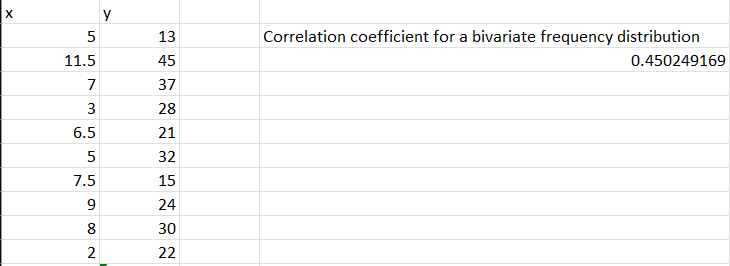 x y
5 13 Correlation coefficient for a bivariate frequency distribution
11.5 45 0.450249169
7 37
3 28
6.5 21
5 32
7.5 15
9 24
8 30
2 22